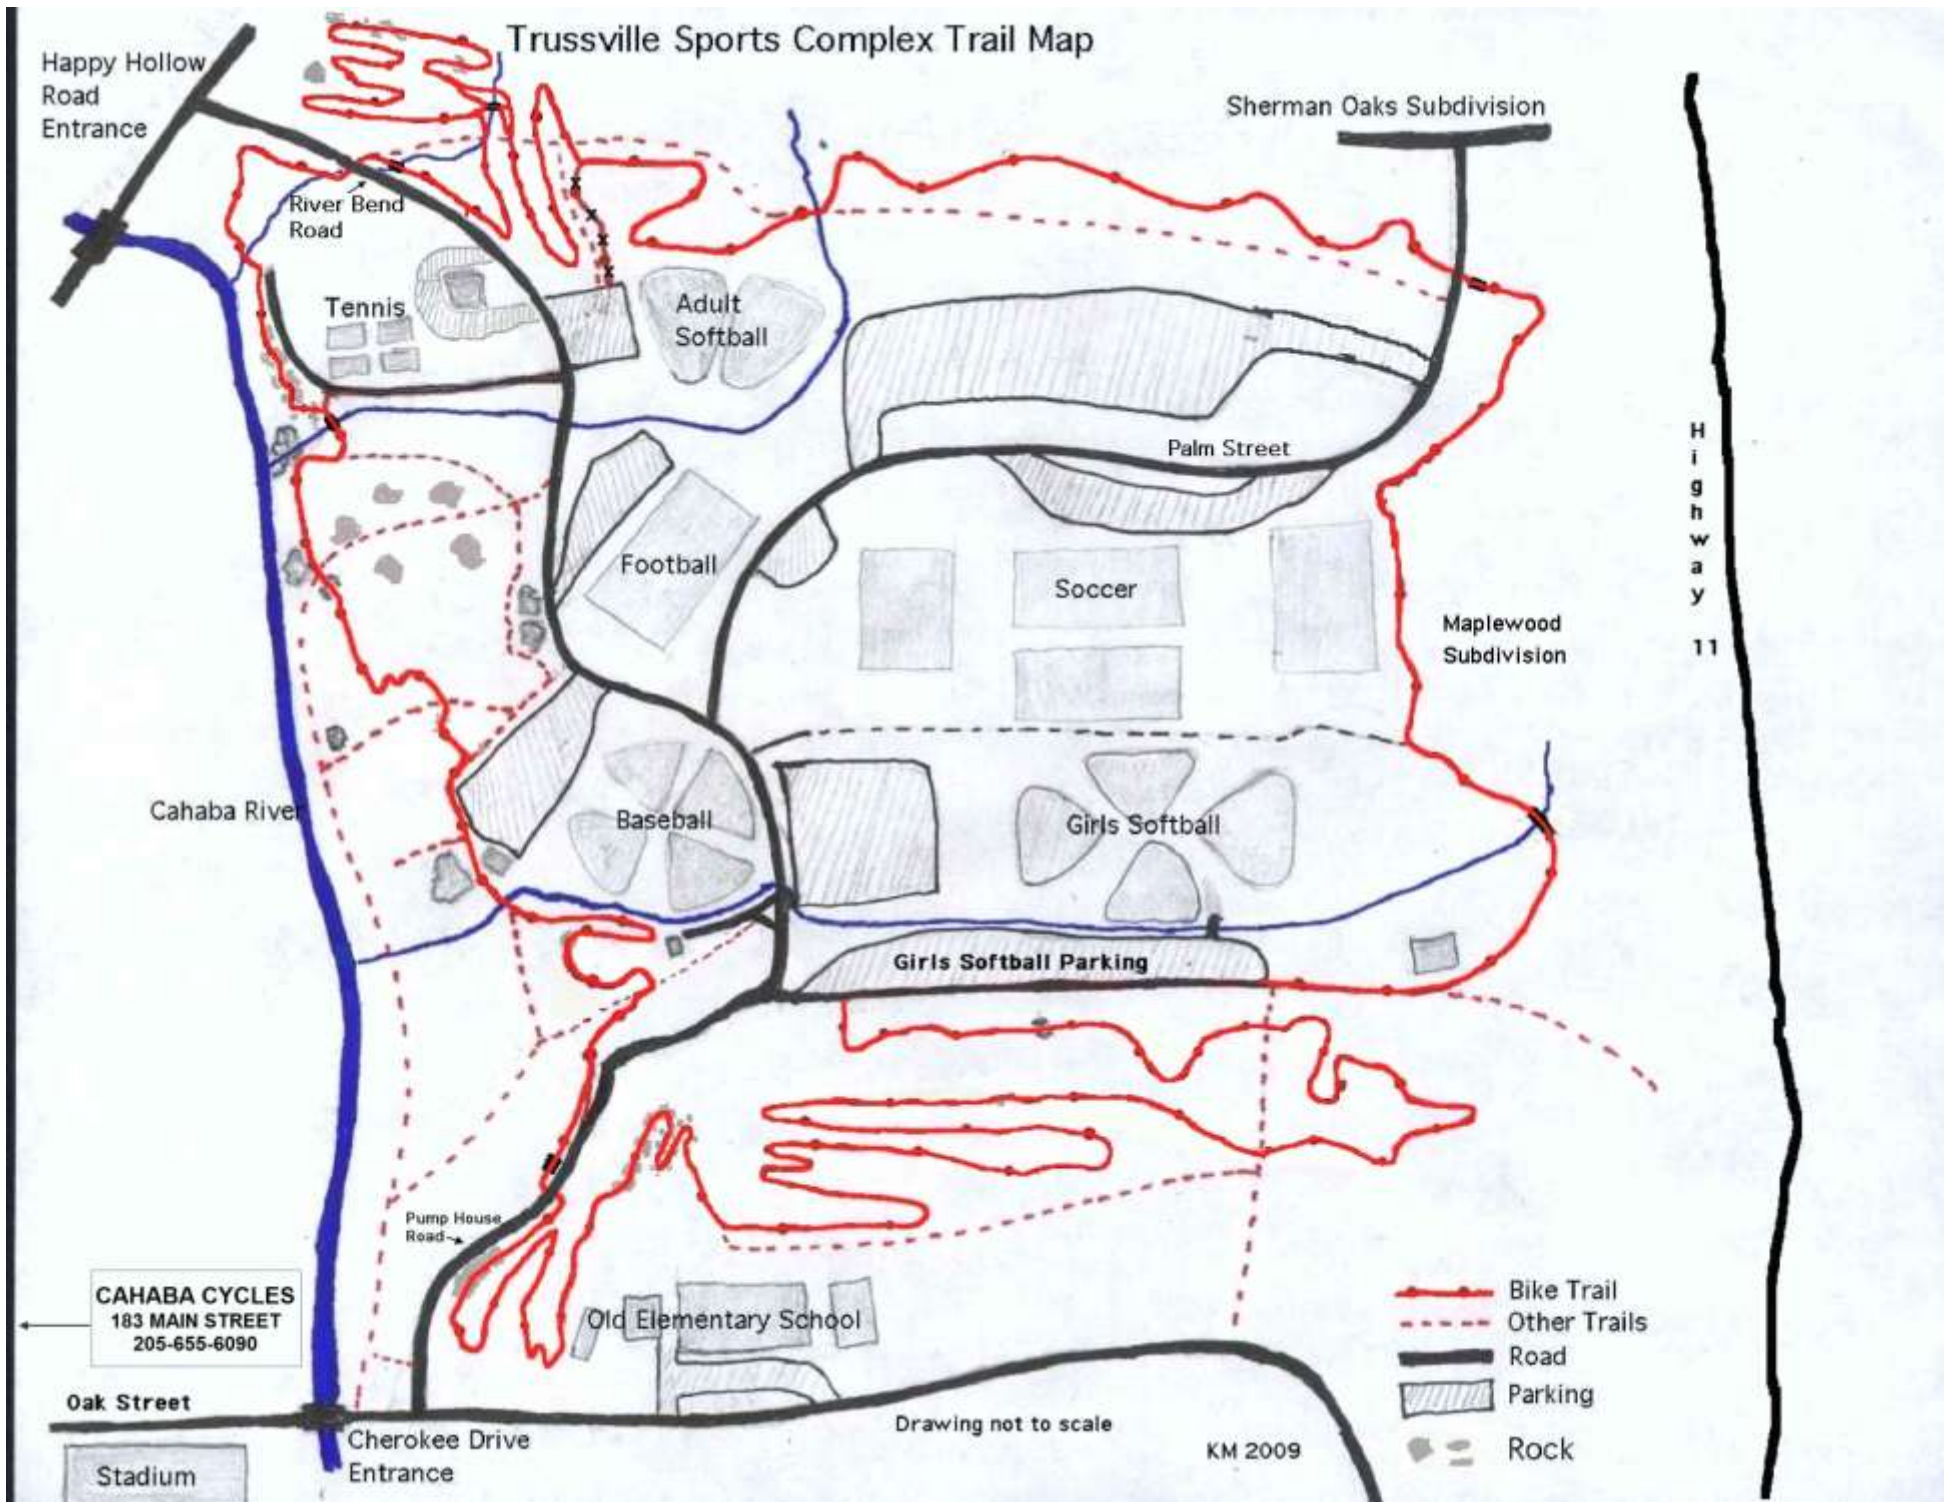 Trussville Sports Complex Trail Map
Happy Hollow
Road
Entrance
Sherman Oaks Subdivision
River Bend
Road
Tennis
Adult
Softball
Palm Street
Highway 11
Football
Soccer
Maplewood
Subdivision
Cahaba River
Baseball
Girls Softball
Girls Softball Parking
Pump House
Road
CAHABA CYCLES
183 MAIN STREET
205-655-6090
Old Elementary School
Bike Trail
Other Trails
Road
Parking
Rock
Oak Street
Drawing not to scale
KM 2009
Cherokee Drive
Entrance
Stadium